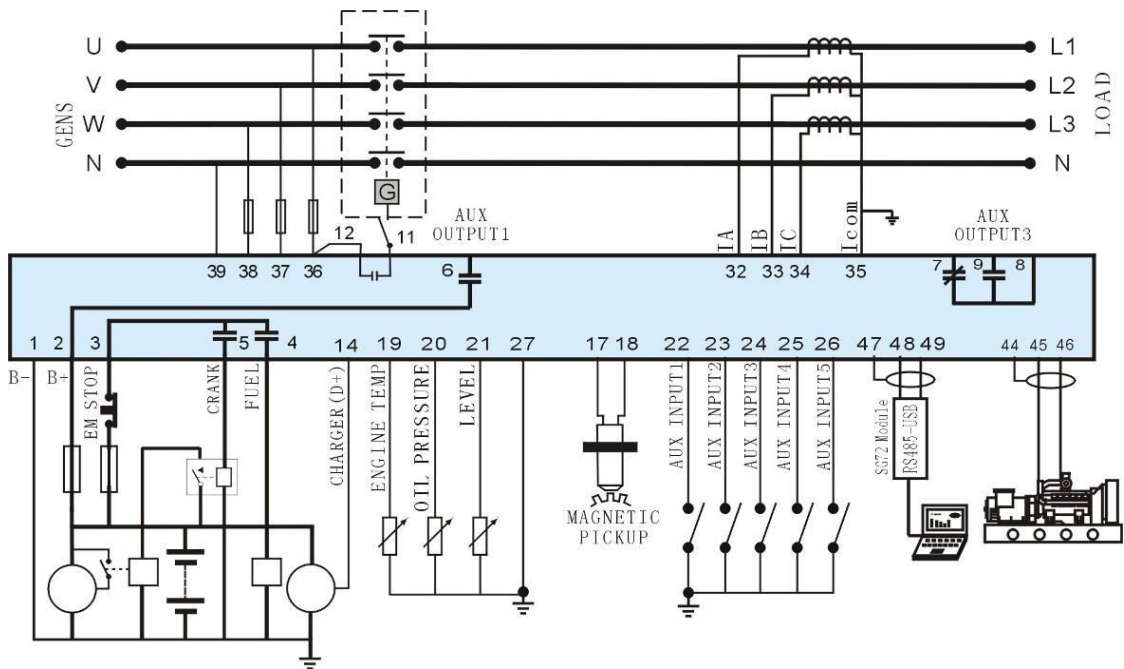 U
V
W
N
GENS
L1
L2
L3
N
LOAD
G
12
11
AUX
OUTPUT1
IA
IB
IC
Icom
AUX
OUTPUT3
39
38
37
36
6
32
33
34
35
7
9
8
1
2
3
5
4
14
19
20
21
27
17
18
22
23
24
25
26
47
48
49
44
45
46
B-
B+
EM STOP
CRANK
FUEL
CHARGER(D+)
ENGINE TEMP
OIL PRESSURE
LEVEL
MAGNETIC
PICKUP
AUX INPUT1
AUX INPUT2
AUX INPUT3
AUX INPUT4
AUX INPUT5
SG72 Module
RS485-USB